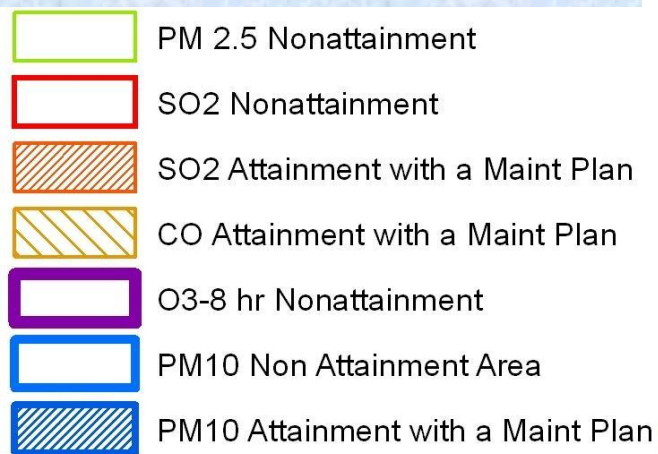 PM 2.5 Nonattainment
SO2 Nonattainment
SO2 Attainment with a Maint Plan
CO Attainment with a Maint Plan
O3-8 hr Nonattainment
PM10 Non Attainment Area
PM10 Attainment with a Maint Plan